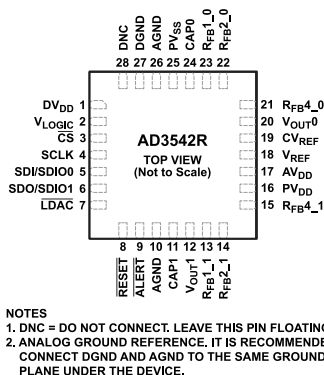 DNC
DGND
AGND
PVSS
CAP0
RFB1_0
RFB2_0
28 27 26 25 24 23 22
DVDD 1
VLOGIC 2
CS 3
SCLK 4
SDI/SDIO0 5
SDO/SDIO1 6
LDAC 7
AD3542R
TOP VIEW
(Not to Scale)
21 RFB4_0
20 VOUT0
19 CVREF
18 VREF
17 AVDD
16 PVDD
15 RFB4_1
8 9 10 11 12 13 14
RESET
ALERT
AGND
CAP1
VOUT1
RFB1_1
RFB2_1
NOTES
1. DNC = DO NOT CONNECT. LEAVE THIS PIN FLOATING
2. ANALOG GROUND REFERENCE. IT IS RECOMMENDE
CONNECT DGND AND AGND TO THE SAME GROUND
PLANE UNDER THE DEVICE.